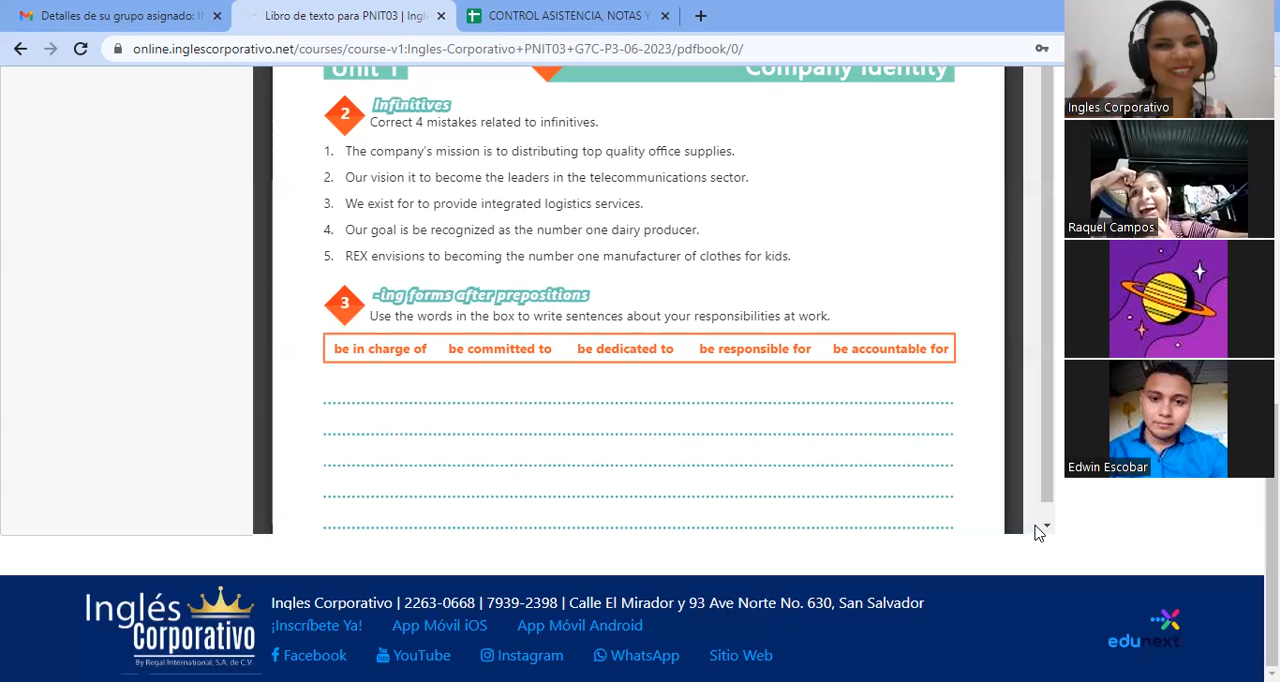 Detalles de su grupo asignado: I
Libro de texto para PNIT03 | Ingl
CONTROL ASISTENCIA, NOTAS Y
online.inglescorporativo.net/courses/course-v1:Ingles-Corporativo+PNIT03+G7C-P3-06-2023/pdfbook/0/
Unit 1
Company Identity
2
Infinitives
Correct 4 mistakes related to infinitives.
1. The company's mission is to distributing top quality office supplies.
2. Our vision it to become the leaders in the telecommunications sector.
3. We exist for to provide integrated logistics services.
4. Our goal is be recognized as the number one dairy producer.
5. REX envisions to becoming the number one manufacturer of clothes for kids.
3
-ing forms after prepositions
Use the words in the box to write sentences about your responsibilities at work.
be in charge of be committed to be dedicated to be responsible for be accountable for
Ingles Corporativo
Raquel Campos
Edwin Escobar
Inglés
Corporativo
By Regal International, S.A. de C.V
Ingles Corporativo | 2263-0668 | 7939-2398 | Calle El Mirador y 93 Ave Norte No. 630, San Salvador
¡Inscríbete Ya! App Móvil iOS App Móvil Android
Facebook YouTube Instagram WhatsApp Sitio Web
edunext